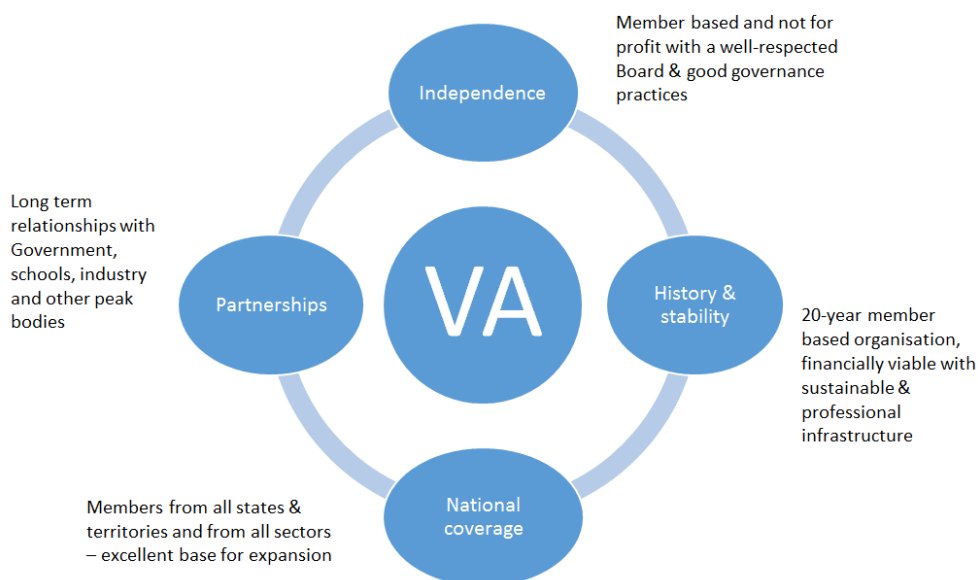 Independence
Member based and not for
profit with a well-respected
Board & good governance
practices
Long term
relationships with
Government,
schools, industry
and other peak
bodies
Partnerships
VA
History &
stability
20-year member
based organisation,
financially viable with
sustainable &
professional
infrastructure
National
coverage
Members from all states &
territories and from all sectors
– excellent base for expansion